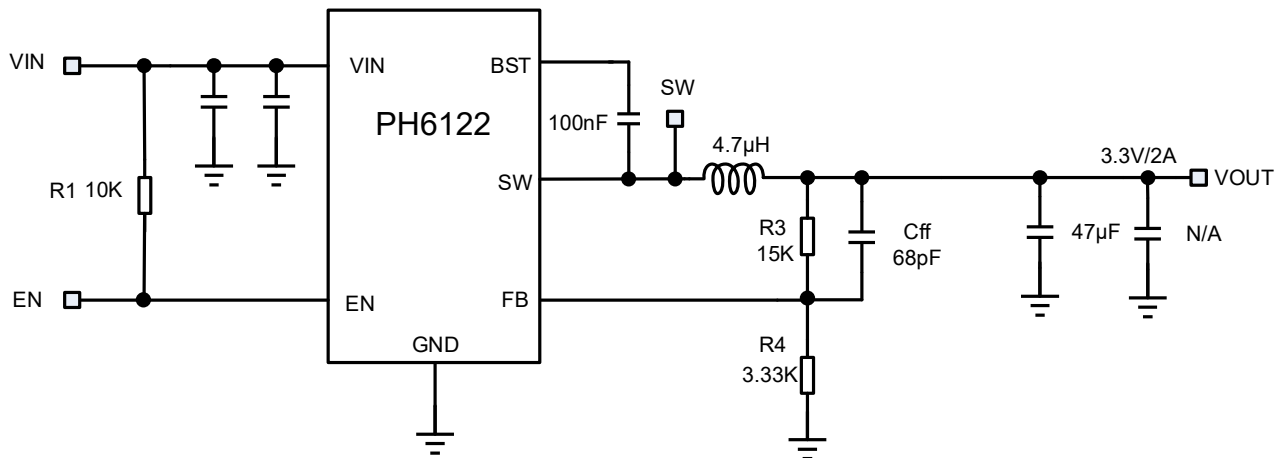 VIN
VIN
BST
SW
PH6122
100nF
4.7µH
3.3V/2A
VOUT
SW
R1 10K
R3
15K
Cff
68pF
47µF
N/A
EN
EN
FB
GND
R4
3.33K